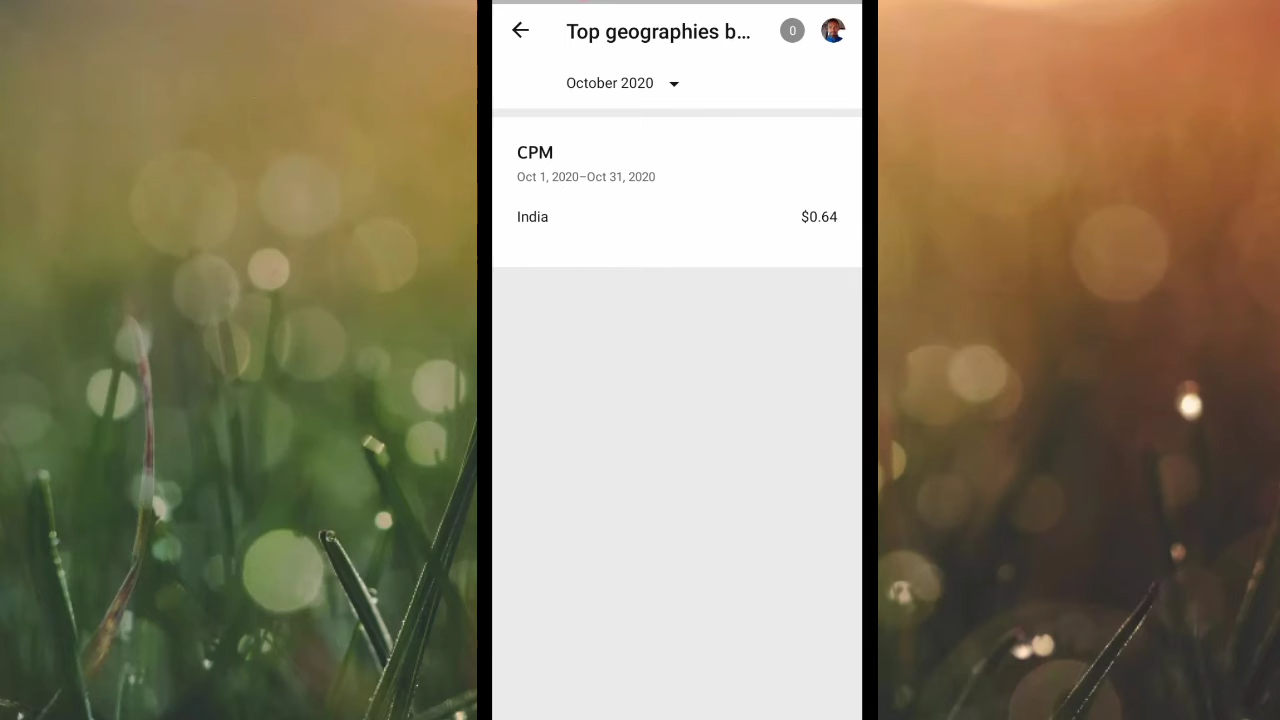 Top geographies b...
0
October 2020
CPM
Oct 1, 2020–Oct 31, 2020
India $0.64